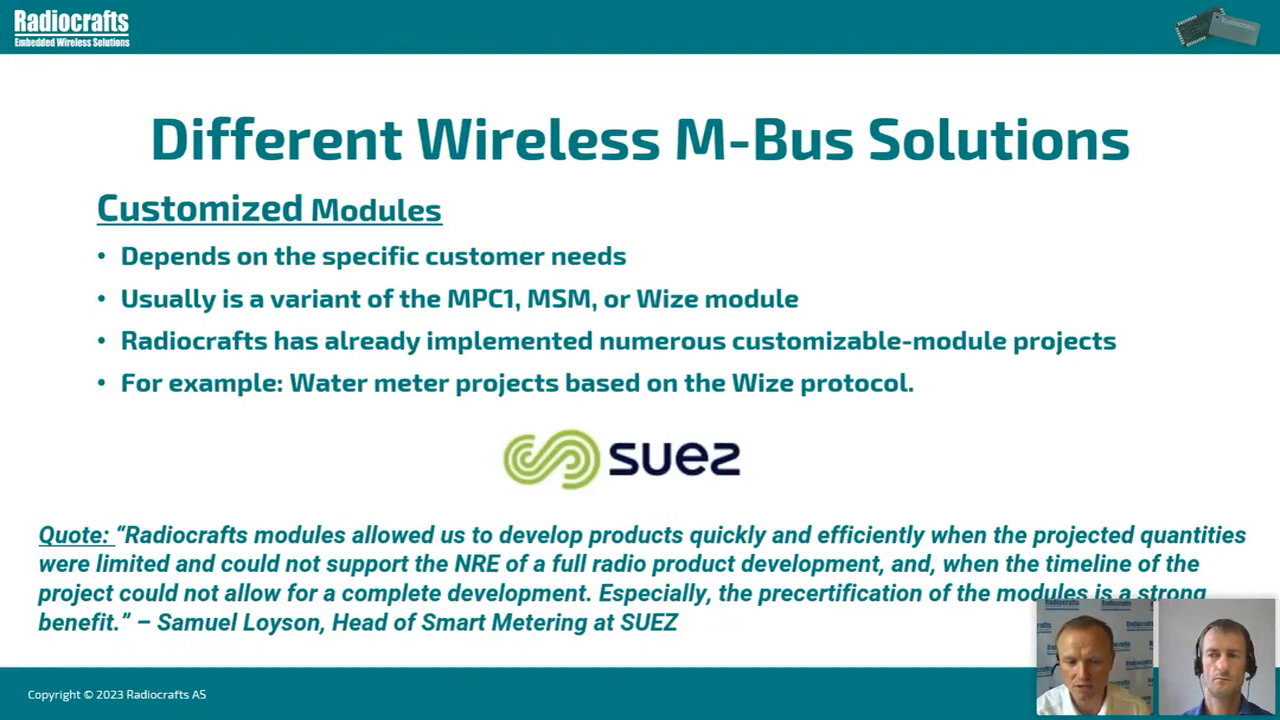 Radiocrafts
Embedded Wireless Solutions
Different Wireless M-Bus Solutions
Customized Modules
• Depends on the specific customer needs
• Usually is a variant of the MPC1, MSM, or Wize module
• Radiocrafts has already implemented numerous customizable-module projects
• For example: Water meter projects based on the Wize protocol.
suez
Quote: “Radiocrafts modules allowed us to develop products quickly and efficiently when the projected quantities
were limited and could not support the NRE of a full radio product development, and, when the timeline of the
project could not allow for a complete development. Especially, the precertification of the modules is a strong
benefit.” – Samuel Loyson, Head of Smart Metering at SUEZ
Copyright © 2023 Radiocrafts AS